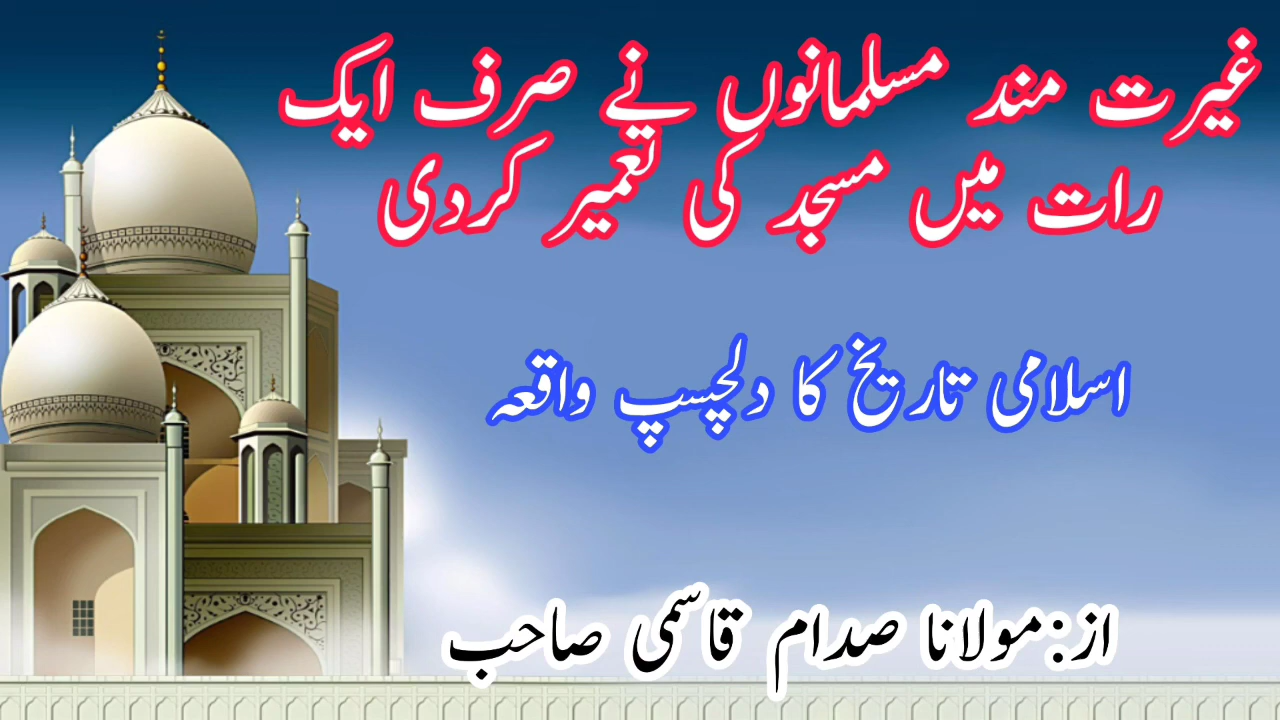 غیرت مند مسلمانوں نے صرف ایک
رات میں مسجد کی تعمیر کردی
اسلامی تاریخ کا دلچسپ واقعہ
از:مولانا صدام قاسمی صاحب